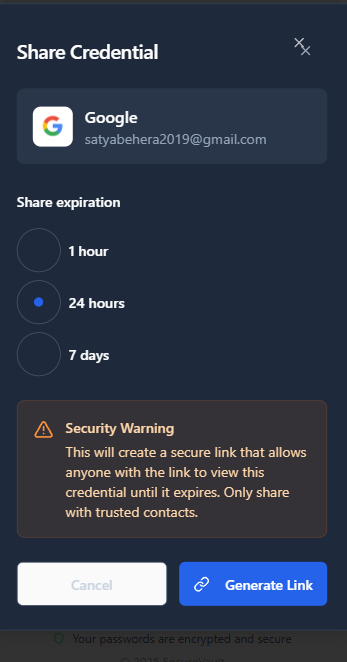 Share Credential
Google
satyabehera2019@gmail.com
Share expiration
1 hour
24 hours
7 days
Security Warning
This will create a secure link that allows
anyone with the link to view this
credential until it expires. Only share
with trusted contacts.
Cancel
Generate Link
Your passwords are encrypted and secure